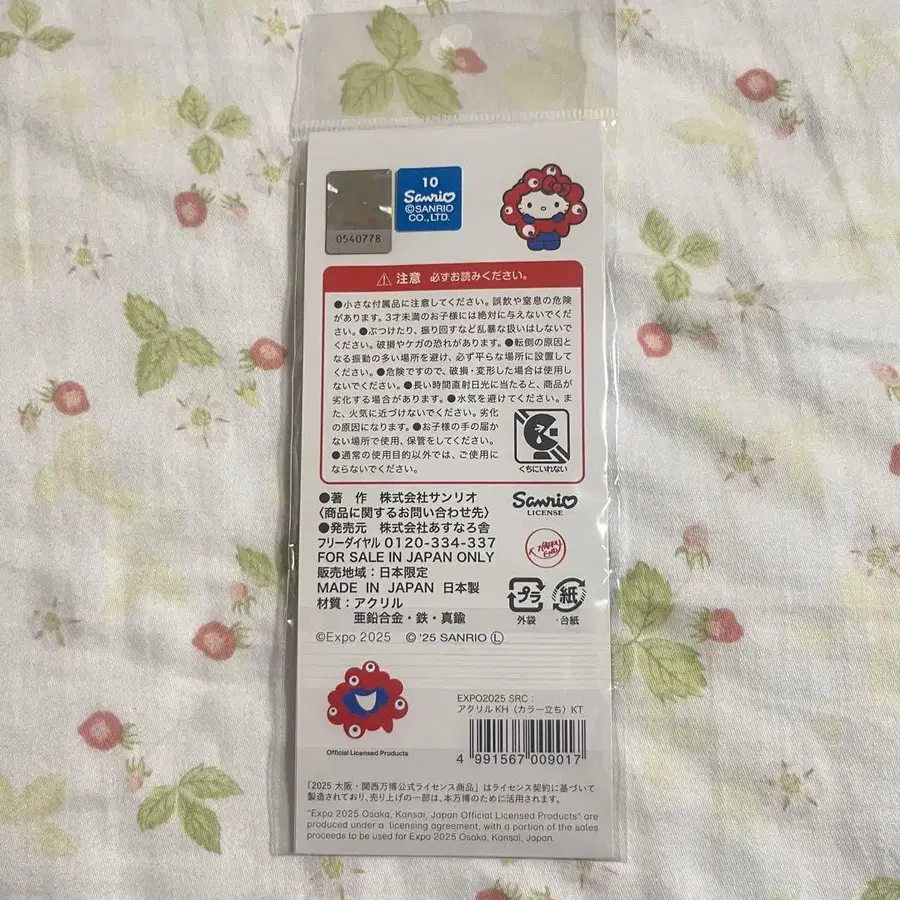 10
Sanrio
©SANRIO
CO., LTD.
0540778
⚠注意 必ずお読みください。
●小さな付属品に注意してください。誤飲や窒息の危険
があります。3才未満のお子様には絶対に与えないでくだ
さい。●ぶつけたり、振り回すなど乱暴な扱いはしないで
ください。破損やケガの恐れがあります。●転倒の原因と
なる振動の多い場所を避け、必ず平らな場所に設置して
ください。●危険ですので、破損・変形した場合は使用し
ないでください。●長い時間直射日光に当たると、商品が
劣化する場合があります。●水気を避けてください。ま
た、火気に近づけないでください。劣化
の原因になります。●お子様の手の届か
ない場所で使用、保管をしてください。
●通常の使用目的以外では、ご使用に
ならないでください。
くちにいれない
●著 作 株式会社サンリオ
〈商品に関するお問い合わせ先〉
●発売元 株式会社あすなろ舎
フリーダイヤル 0120-334-337
FOR SALE IN JAPAN ONLY
販売地域：日本限定
MADE IN JAPAN 日本製
材質：アクリル
亜鉛合金・鉄・真鍮
Sanrio
LICENSE
プラ
外袋
紙
台紙
©Expo 2025 © '25 SANRIO Ⓛ
Official Licensed Products
EXPO2025 SRC：
アクリルKH（カラー立ち）KT
4 991567 009017
「2025 大阪・関西万博公式ライセンス商品」はライセンス契約に基づいて
製造されており、売り上げの一部は、本万博のために活用されます。
"Expo 2025 Osaka, Kansai, Japan Official Licensed Products" are
produced under a licensing agreement, with a portion of the sales
proceeds to be used for Expo 2025 Osaka, Kansai, Japan.